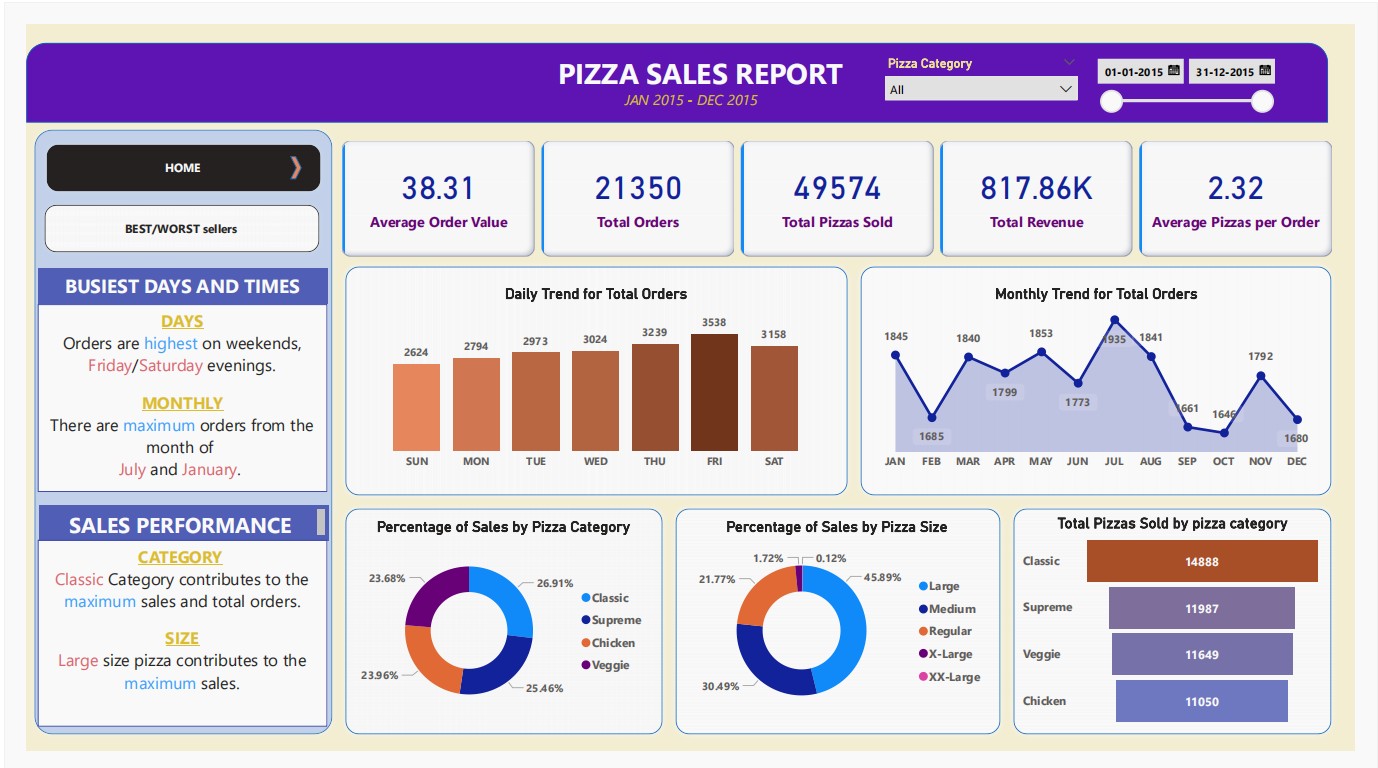 PIZZA SALES REPORT
JAN 2015 - DEC 2015
Pizza Category
All
01-01-2015
31-12-2015
HOME
BEST/WORST sellers
BUSIEST DAYS AND TIMES
DAYS
Orders are highest on weekends,
Friday/Saturday evenings.
MONTHLY
There are maximum orders from the
month of
July and January.
SALES PERFORMANCE
CATEGORY
Classic Category contributes to the
maximum sales and total orders.
SIZE
Large size pizza contributes to the
maximum sales.
38.31
Average Order Value
21350
Total Orders
49574
Total Pizzas Sold
817.86K
Total Revenue
2.32
Average Pizzas per Order
Daily Trend for Total Orders
2624 2794 2973 3024 3239 3538 3158
SUN MON TUE WED THU FRI SAT
Monthly Trend for Total Orders
1845 1685 1840 1799 1853 1773 1935 1841 1661 1646 1792 1680
JAN FEB MAR APR MAY JUN JUL AUG SEP OCT NOV DEC
Percentage of Sales by Pizza Category
23.68% 26.91%
23.96% 25.46%
Classic
Supreme
Chicken
Veggie
Percentage of Sales by Pizza Size
1.72% 0.12%
21.77% 45.89%
30.49%
Large
Medium
Regular
X-Large
XX-Large
Total Pizzas Sold by pizza category
Classic 14888
Supreme 11987
Veggie 11649
Chicken 11050